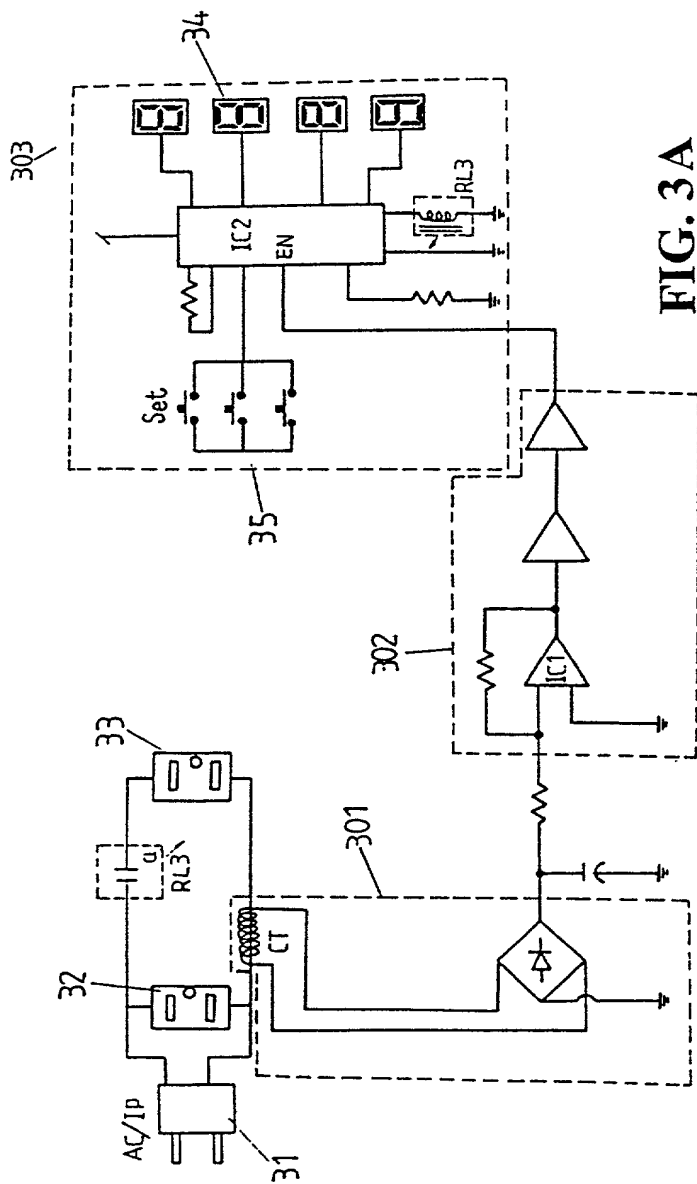 303
34
IC2
EN
RL3
Set
35
302
IC1
33
a
RL3
301
CT
32
AC/IP
31
FIG. 3A